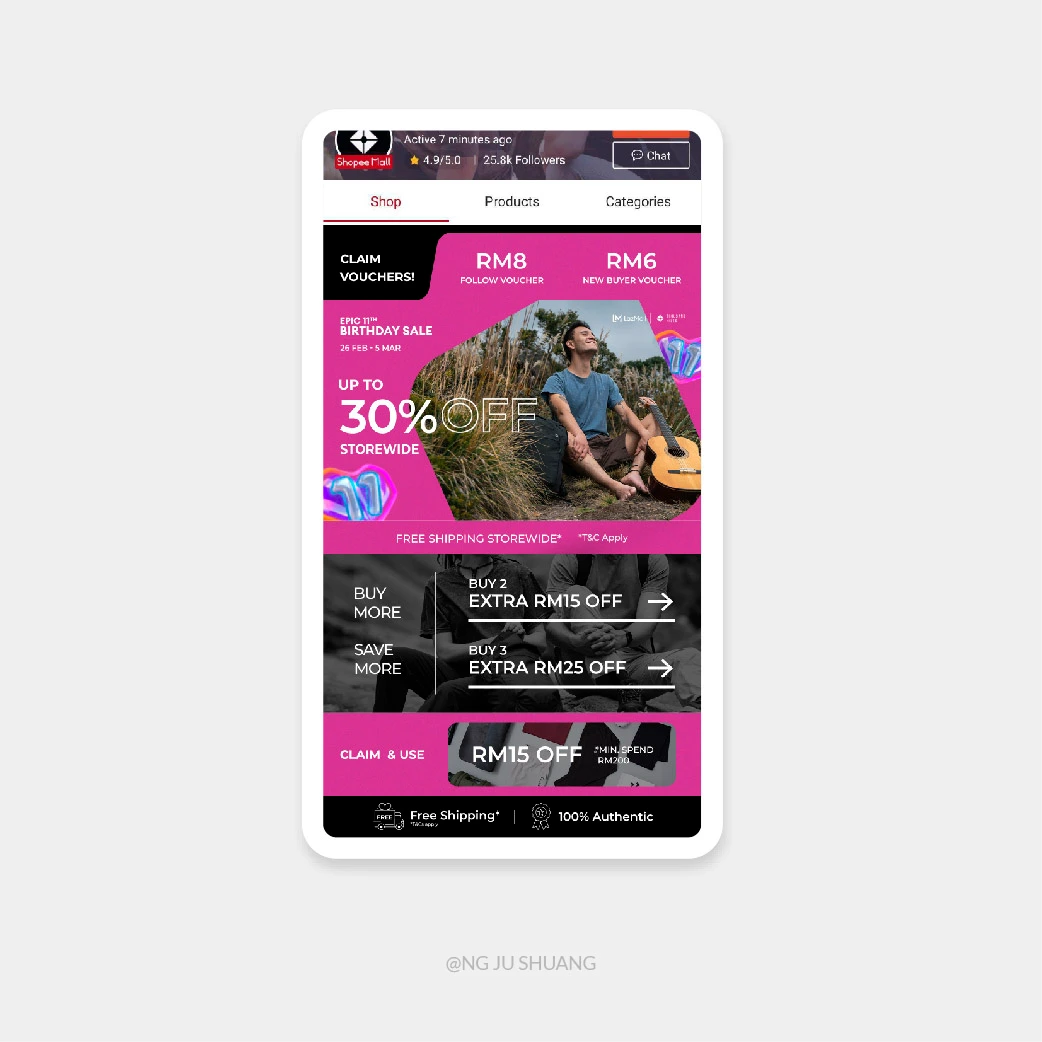 Active 7 minutes ago
Shopee Mall
4.9/5.0 | 25.8k Followers
Chat
Shop
Products
Categories
CLAIM
VOUCHERS!
RM8
FOLLOW VOUCHER
RM6
NEW BUYER VOUCHER
EPIC 11TH
BIRTHDAY SALE
26 FEB - 5 MAR
UP TO
30% OFF
STOREWIDE
11
11
FREE SHIPPING STOREWIDE* *T&C Apply
BUY
MORE
SAVE
MORE
BUY 2
EXTRA RM15 OFF
BUY 3
EXTRA RM25 OFF
CLAIM & USE
RM15 OFF
*MIN. SPEND
RM200
FREE
Free Shipping*
*T&Cs apply
100% Authentic
@NG JU SHUANG